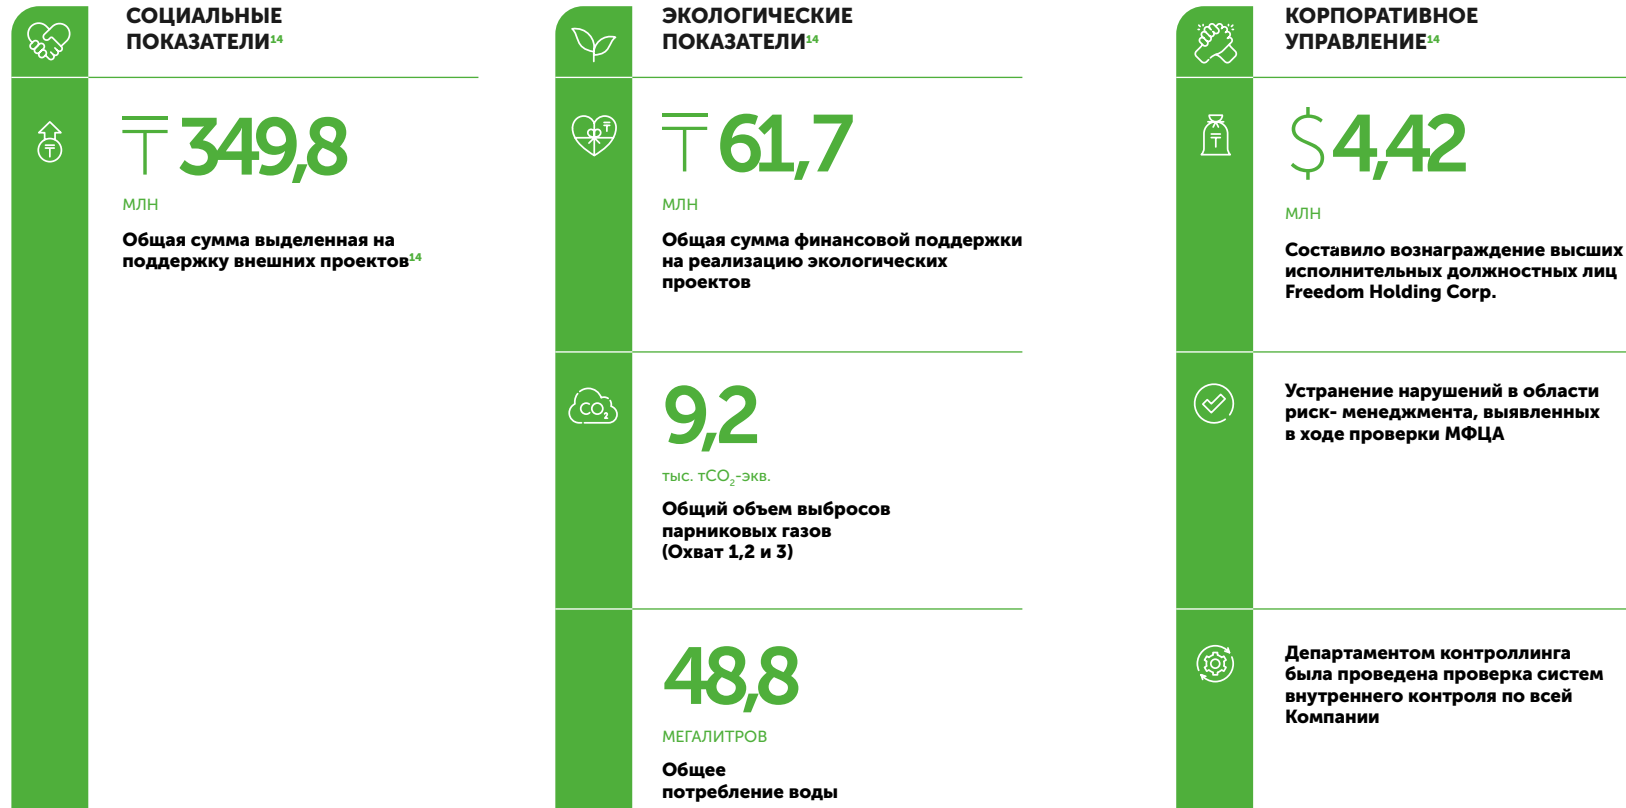 СОЦИАЛЬНЫЕ
ПОКАЗАТЕЛИ¹⁴
₸ 349,8
МЛН
Общая сумма выделенная на
поддержку внешних проектов¹⁴
ЭКОЛОГИЧЕСКИЕ
ПОКАЗАТЕЛИ¹⁴
₸ 61,7
МЛН
Общая сумма финансовой поддержки
на реализацию экологических
проектов
CO₂
9,2
тыс. тCO₂-экв.
Общий объем выбросов
парниковых газов
(Охват 1,2 и 3)
48,8
МЕГАЛИТРОВ
Общее
потребление воды
КОРПОРАТИВНОЕ
УПРАВЛЕНИЕ¹⁴
$ 4,42
МЛН
Составило вознаграждение высших
исполнительных должностных лиц
Freedom Holding Corp.
Устранение нарушений в области
риск- менеджмента, выявленных
в ходе проверки МФЦА
Департаментом контроллинга
была проведена проверка систем
внутреннего контроля по всей
Компании